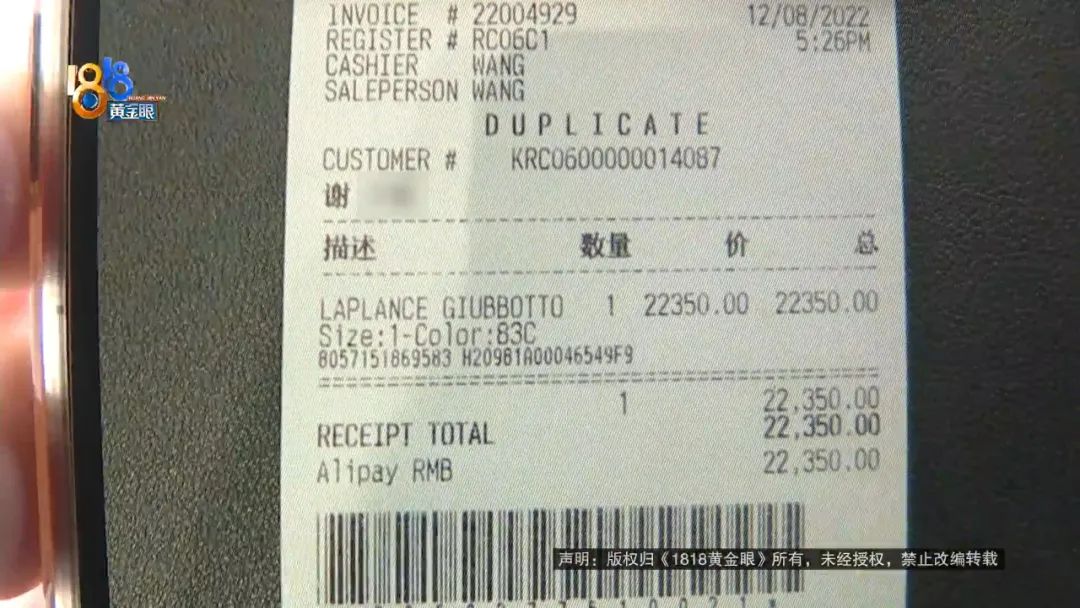 INVOICE # 22004929 12/08/2022
REGISTER # RC06C1 5:26PM
CASHIER WANG
SALEPERSON WANG
1818
黄金眼
DUPLICATE
CUSTOMER # KRC0600000014087
谢
描述 数量 价 总
LAPLANCE GIUBBOTTO 1 22350.00 22350.00
Size:1-Color:83C
8057151869583 H20981A00046549F9
1 22,350.00
RECEIPT TOTAL 22,350.00
Alipay RMB 22,350.00
声明：版权归《1818黄金眼》所有，未经授权，禁止改编转载